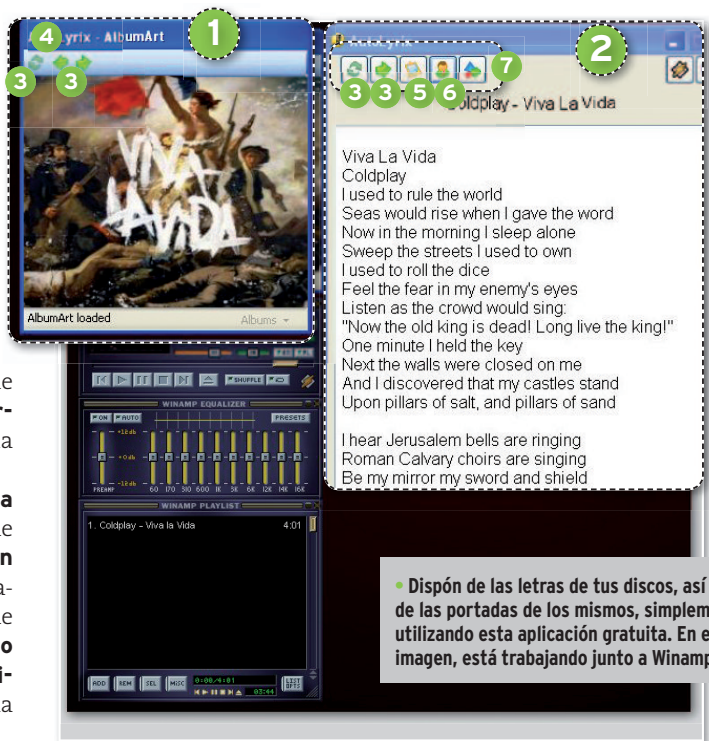 1
2
4
yrix - AlbumArt
3
3
VIVA
LA VIDA
AlbumArt loaded
Albums
3
3
5
6
7
Coldplay - Viva La Vida
Viva La Vida
Coldplay
I used to rule the world
Seas would rise when I gave the word
Now in the morning I sleep alone
Sweep the streets I used to own
I used to roll the dice
Feel the fear in my enemy's eyes
Listen as the crowd would sing:
"Now the old king is dead! Long live the king!"
One minute I held the key
Next the walls were closed on me
And I discovered that my castles stand
Upon pillars of salt, and pillars of sand
I hear Jerusalem bells are ringing
Roman Calvary choirs are singing
Be my mirror my sword and shield
SHUFFLE
WINAMP EQUALIZER
ON AUTO PRESETS
+12db
+0db
-12db
PREAMP 60 170 310 600 1K 3K 6K 12K 14K 16K
WINAMP PLAYLIST
1. Coldplay - Viva la Vida 4:01
ADD REM SEL MISC 0:00/4:01 LIST OPTS
03:44
e
r-
a
a
e
n
a-
e
o
i-
a
• Dispón de las letras de tus discos, así
de las portadas de los mismos, simplem
utilizando esta aplicación gratuita. En e
imagen, está trabajando junto a Winamp